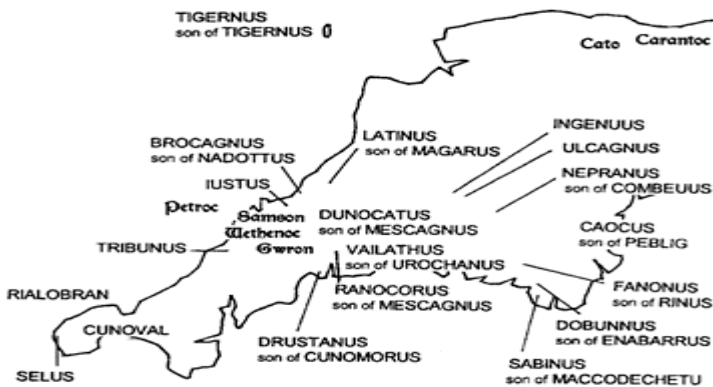 TIGERNUS
son of TIGERNUS
Cato Carantoc
BROCAGNUS
son of NADOTTUS
LATINUS
son of MAGARUS
INGENUUS
ULCAGNUS
NEPRANUS
son of COMBEUUS
IUSTUS
Petroc
Samson
Wethenoc
Gwron
DUNOCATUS
son of MESCAGNUS
CAOCUS
son of PEBLIG
TRIBUNUS
VAILATHUS
son of UROCHANUS
RANOCORUS
son of MESCAGNUS
FANONUS
son of RINUS
RIALOBRAN
CUNOVAL
DRUSTANUS
son of CUNOMORUS
DOBUNNUS
son of ENABARRUS
SELUS
SABINUS
son of MACCODECHETU